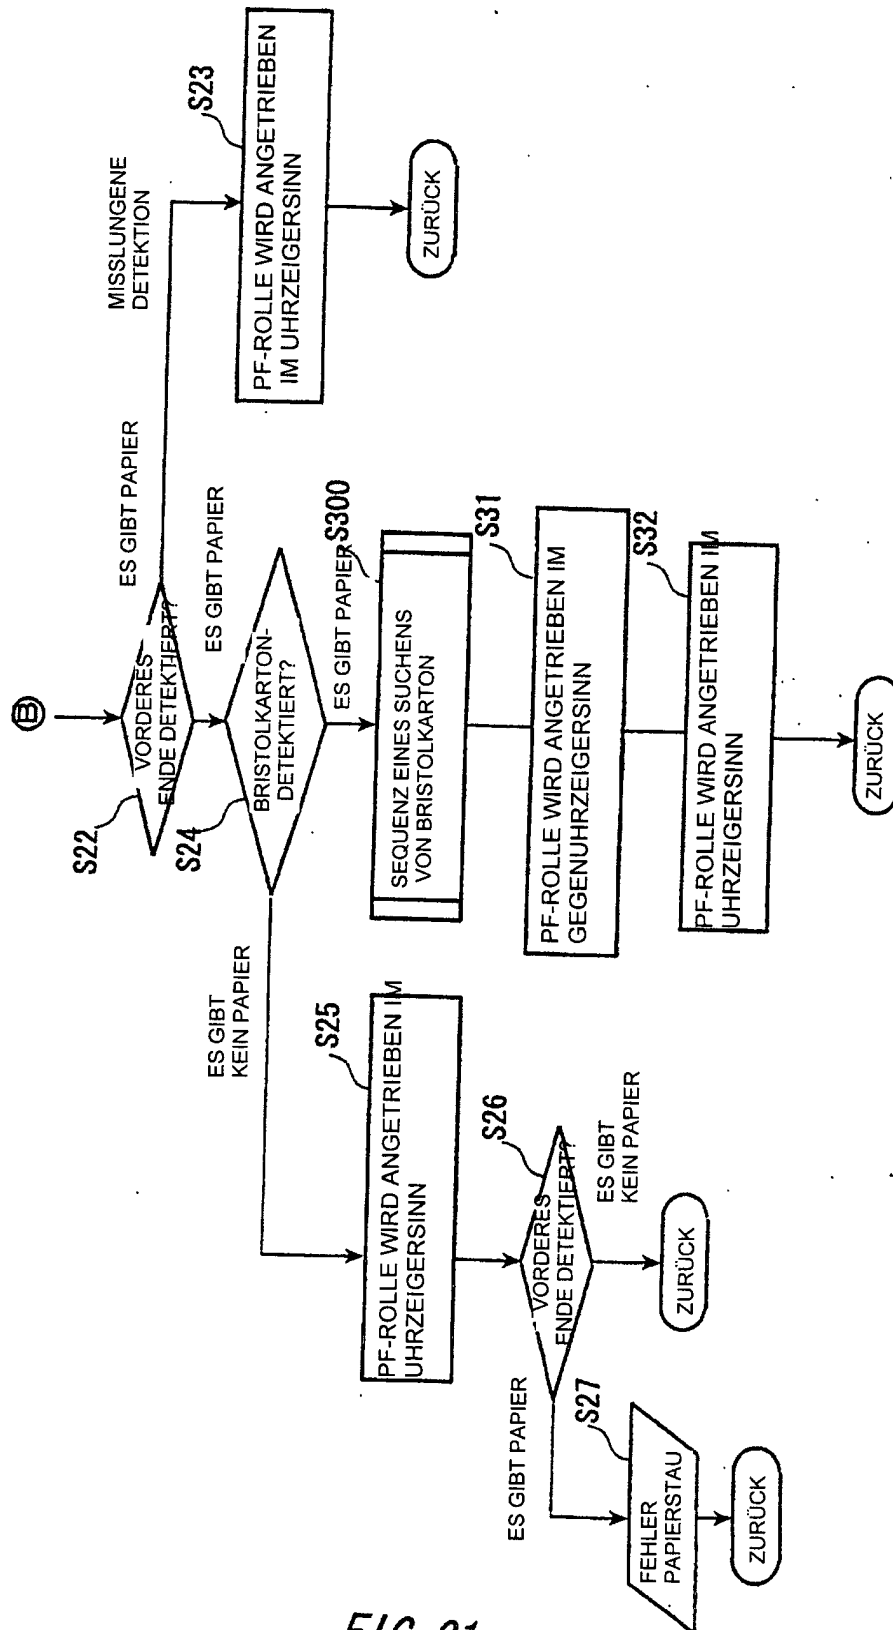 B
S22
VORDERES
ENDE DETEKTIERT?
ES GIBT PAPIER
MISSLUNGENE
DETEKTION
S23
PF-ROLLE WIRD ANGETRIEBEN
IM UHRZEIGERSINN
ZURÜCK
ES GIBT PAPIER
S24
BRISTOLKARTON-
DETEKTIERT?
ES GIBT PAPIER
S300
SEQUENZ EINES SUCHENS
VON BRISTOLKARTON
S31
PF-ROLLE WIRD ANGETRIEBEN IM
GEGENUHRZEIGERSINN
S32
PF-ROLLE WIRD ANGETRIEBEN IM
UHRZEIGERSINN
ZURÜCK
ES GIBT
KEIN PAPIER
S25
PF-ROLLE WIRD ANGETRIEBEN IM
UHRZEIGERSINN
S26
VORDERES
ENDE DETEKTIERT?
ES GIBT
KEIN PAPIER
ZURÜCK
ES GIBT PAPIER
S27
FEHLER
PAPIERSTAU
ZURÜCK
FIG. 21